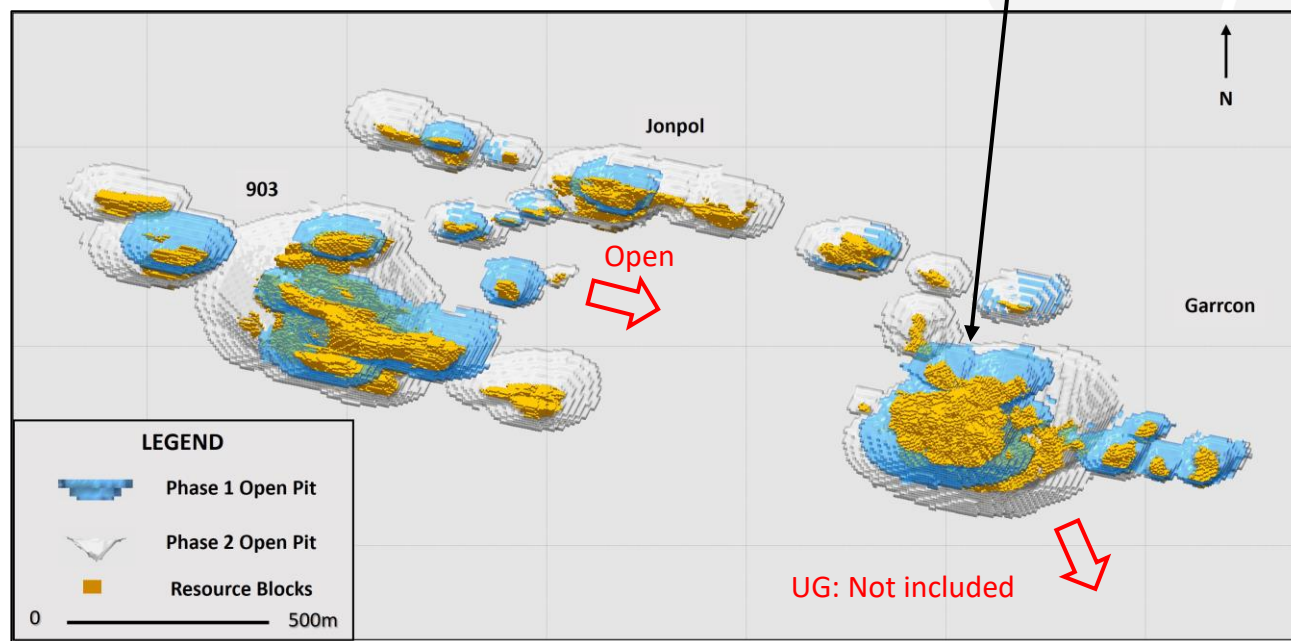 N
Jonpol
903
Open
Garrcon
LEGEND
Phase 1 Open Pit
Phase 2 Open Pit
Resource Blocks
0 500m
UG: Not included